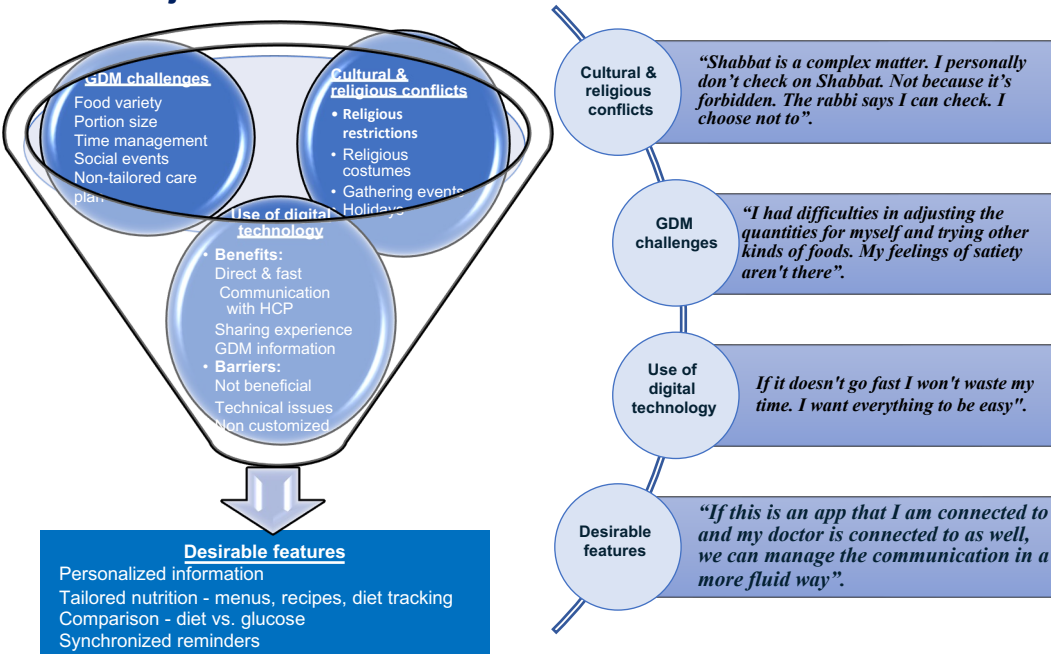 GDM challenges
Food variety
Portion size
Time management
Social events
Non-tailored care
plan
Cultural &
religious conflicts
• Religious
restrictions
• Religious
costumes
• Gathering events
• Holidays
Use of digital
technology
• Benefits:
Direct & fast
Communication
with HCP
Sharing experience
GDM information
• Barriers:
Not beneficial
Technical issues
Non customized
Desirable features
Personalized information
Tailored nutrition - menus, recipes, diet tracking
Comparison - diet vs. glucose
Synchronized reminders
Cultural &
religious
conflicts
“Shabbat is a complex matter. I personally
don’t check on Shabbat. Not because it’s
forbidden. The rabbi says I can check. I
choose not to”.
GDM
challenges
“I had difficulties in adjusting the
quantities for myself and trying other
kinds of foods. My feelings of satiety
aren't there”.
Use of
digital
technology
If it doesn't go fast I won't waste my
time. I want everything to be easy".
Desirable
features
“If this is an app that I am connected to
and my doctor is connected to as well,
we can manage the communication in a
more fluid way”.